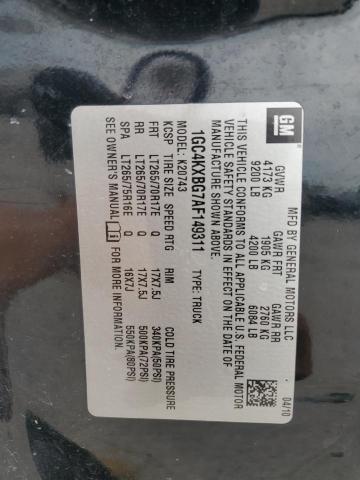 GM
MFD BY GENERAL MOTORS LLC 04/10
GVWR GAWR FRT GAWR RR
4173 KG 1905 KG 2760 KG
9200 LB 4200 LB 6084 LB
THIS VEHICLE CONFORMS TO ALL APPLICABLE U.S. FEDERAL MOTOR
VEHICLE SAFETY STANDARDS IN EFFECT ON THE DATE OF
MANUFACTURE SHOWN ABOVE.
1GC4KXBG7AF149311 TYPE: TRUCK
K20743
KCSP TIRE SIZE SPEED RTG RIM COLD TIRE PRESSURE
FRT LT265/70R17E Q 17X7.5J 340KPA(50PSI)
RR LT265/70R17E Q 17X7.5J 500KPA(72PSI)
SPA LT265/75R16E Q 16X7J 550KPA(80PSI)
SEE OWNER'S MANUAL FOR MORE INFORMATION.